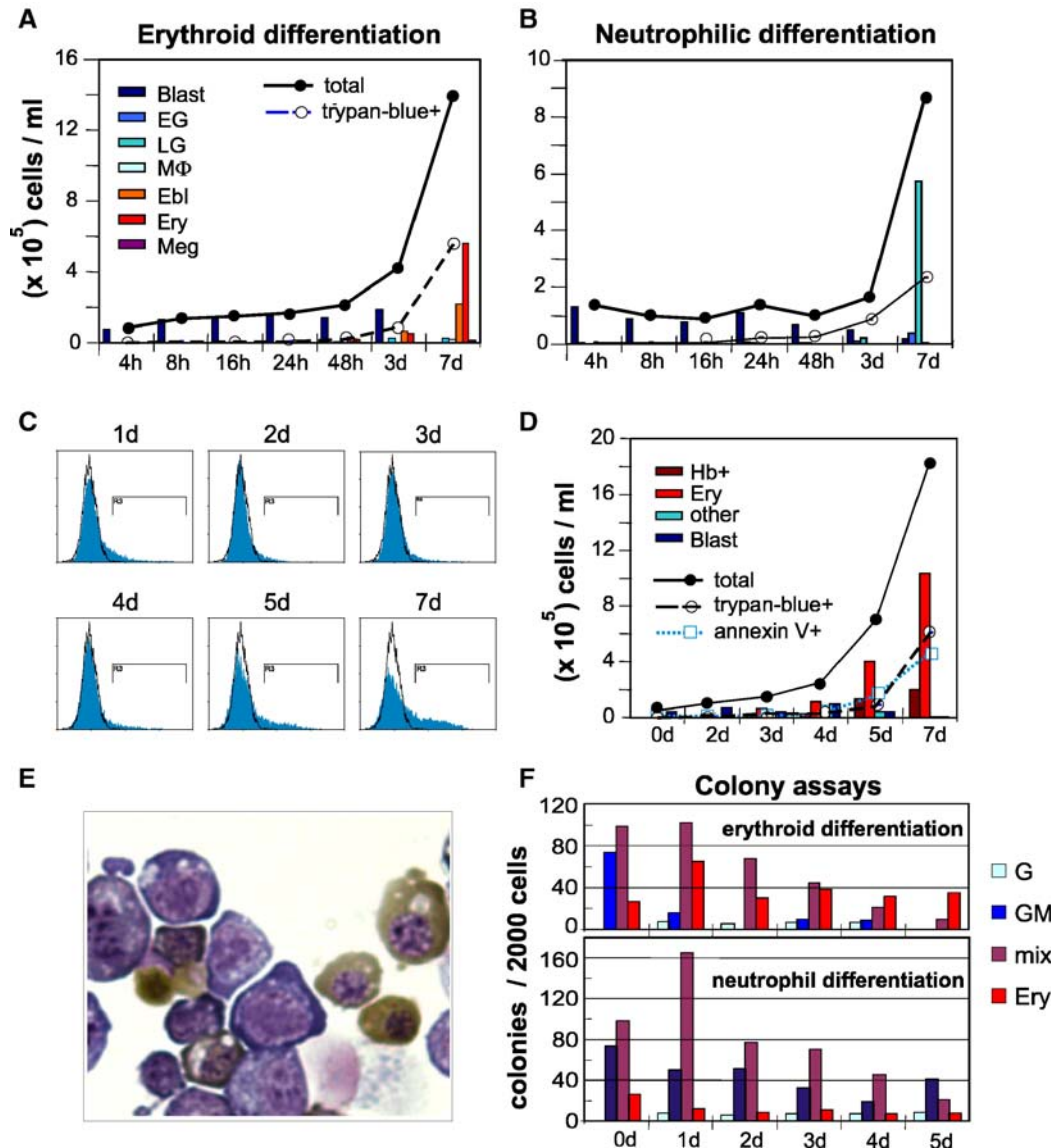 A
Erythroid differentiation
(x 10⁵) cells / ml
16
12
8
4
0
Blast
EG
LG
MΦ
Ebl
Ery
Meg
total
trypan-blue+
4h 8h 16h 24h 48h 3d 7d
B
Neutrophilic differentiation
10
8
6
4
2
0
4h 8h 16h 24h 48h 3d 7d
C
1d 2d 3d
R3 R3
4d 5d 7d
R3 R3 R3
D
(x 10⁵) cells / ml
20
16
12
8
4
0
Hb+
Ery
other
Blast
total
trypan-blue+
annexin V+
0d 2d 3d 4d 5d 7d
E
F
Colony assays
colonies / 2000 cells
120
80
40
0
erythroid differentiation
160
120
80
40
0
neutrophil differentiation
0d 1d 2d 3d 4d 5d
G
GM
mix
Ery